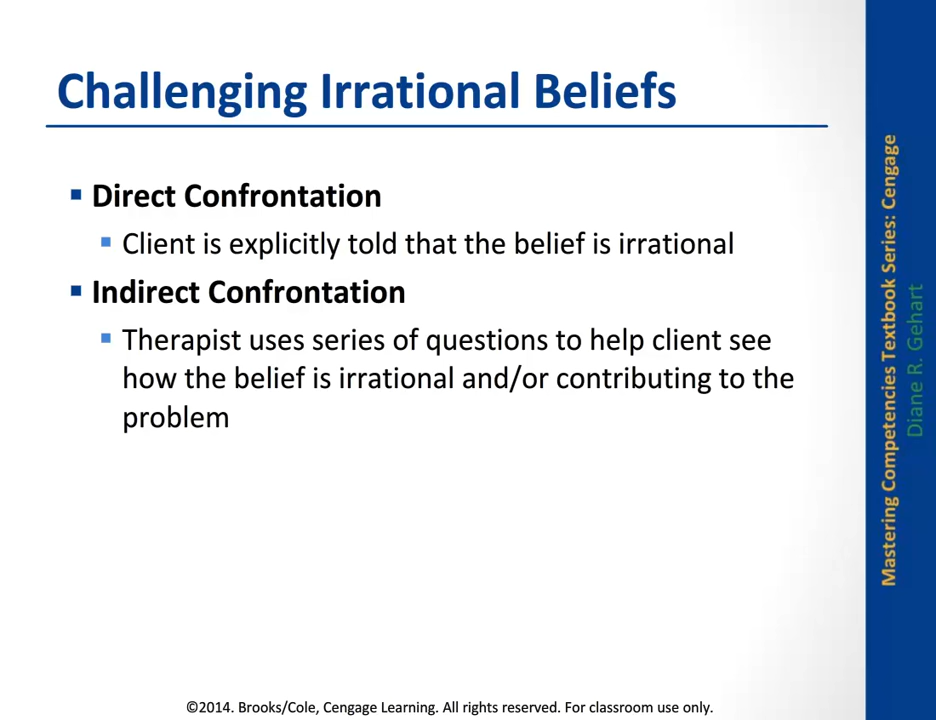 Challenging Irrational Beliefs
▪ Direct Confrontation
▪ Client is explicitly told that the belief is irrational
▪ Indirect Confrontation
▪ Therapist uses series of questions to help client see
how the belief is irrational and/or contributing to the
problem
©2014. Brooks/Cole, Cengage Learning. All rights reserved. For classroom use only.
Mastering Competencies Textbook Series: Cengage
Diane R. Gehart